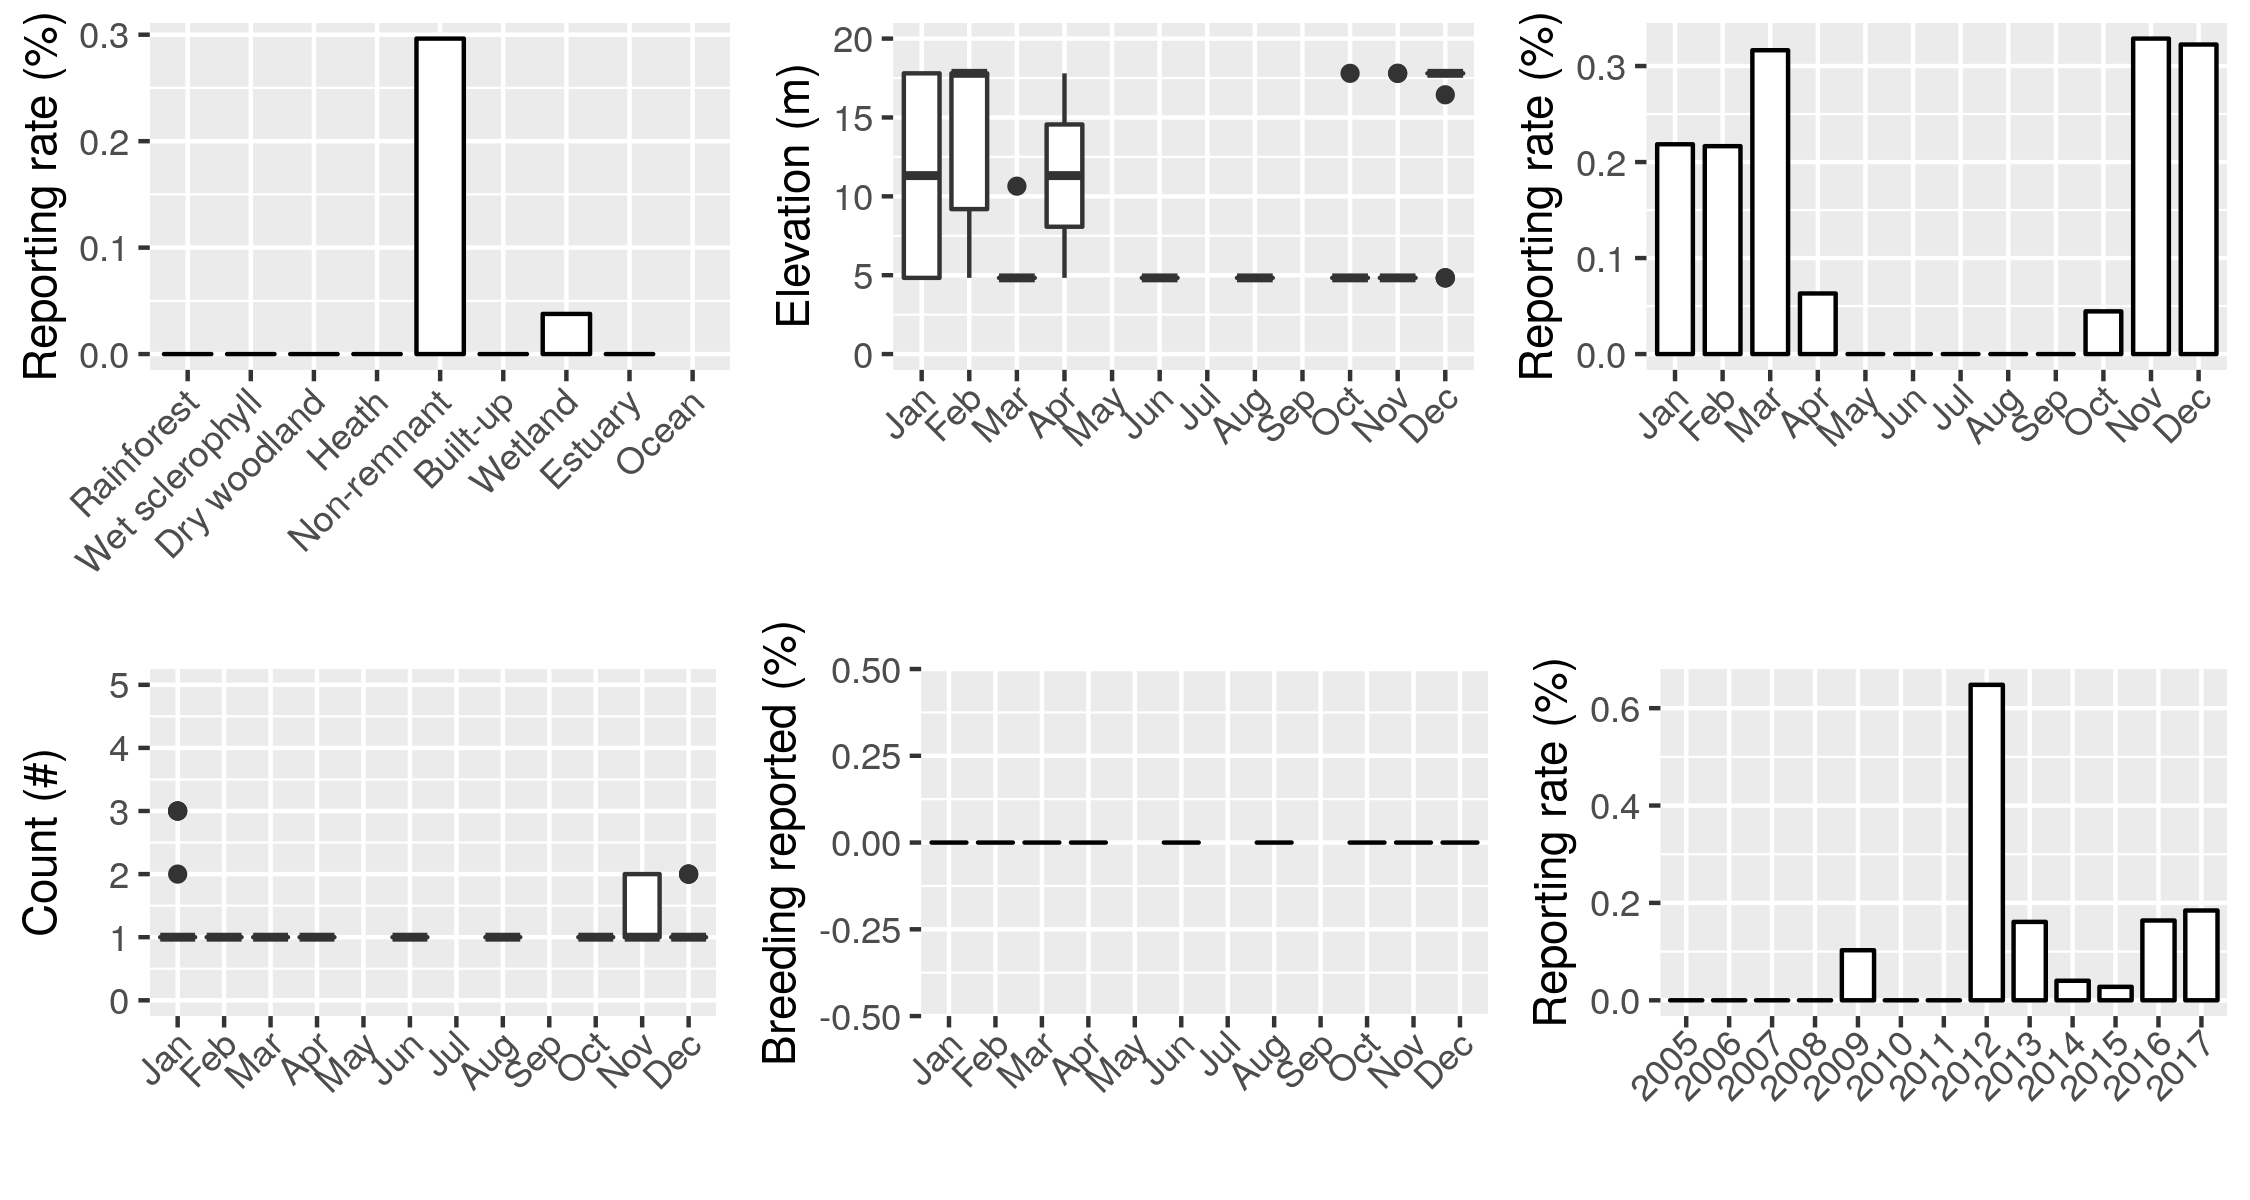 Reporting rate (%)
0.3
0.2
0.1
0.0
Rainforest
Wet sclerophyll
Dry woodland
Heath
Non-remnant
Built-up
Wetland
Estuary
Ocean
Elevation (m)
20
15
10
5
0
Jan
Feb
Mar
Apr
May
Jun
Jul
Aug
Sep
Oct
Nov
Dec
Reporting rate (%)
0.3
0.2
0.1
0.0
Jan
Feb
Mar
Apr
May
Jun
Jul
Aug
Sep
Oct
Nov
Dec
Count (#)
5
4
3
2
1
0
Jan
Feb
Mar
Apr
May
Jun
Jul
Aug
Sep
Oct
Nov
Dec
Breeding reported (%)
0.50
0.25
0.00
-0.25
-0.50
Jan
Feb
Mar
Apr
May
Jun
Jul
Aug
Sep
Oct
Nov
Dec
Reporting rate (%)
0.6
0.4
0.2
0.0
2005
2006
2007
2008
2009
2010
2011
2012
2013
2014
2015
2016
2017